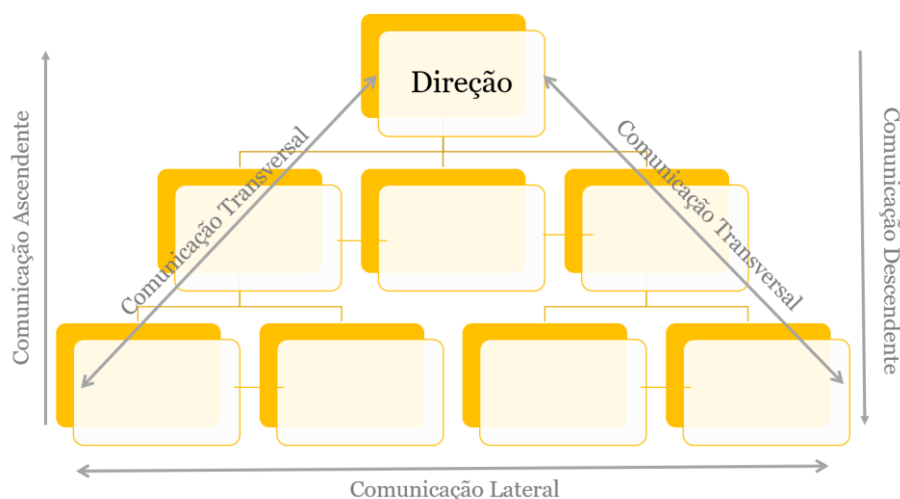 Direção
Comunicação Ascendente
Comunicação Transversal
Comunicação Transversal
Comunicação Descendente
Comunicação Lateral